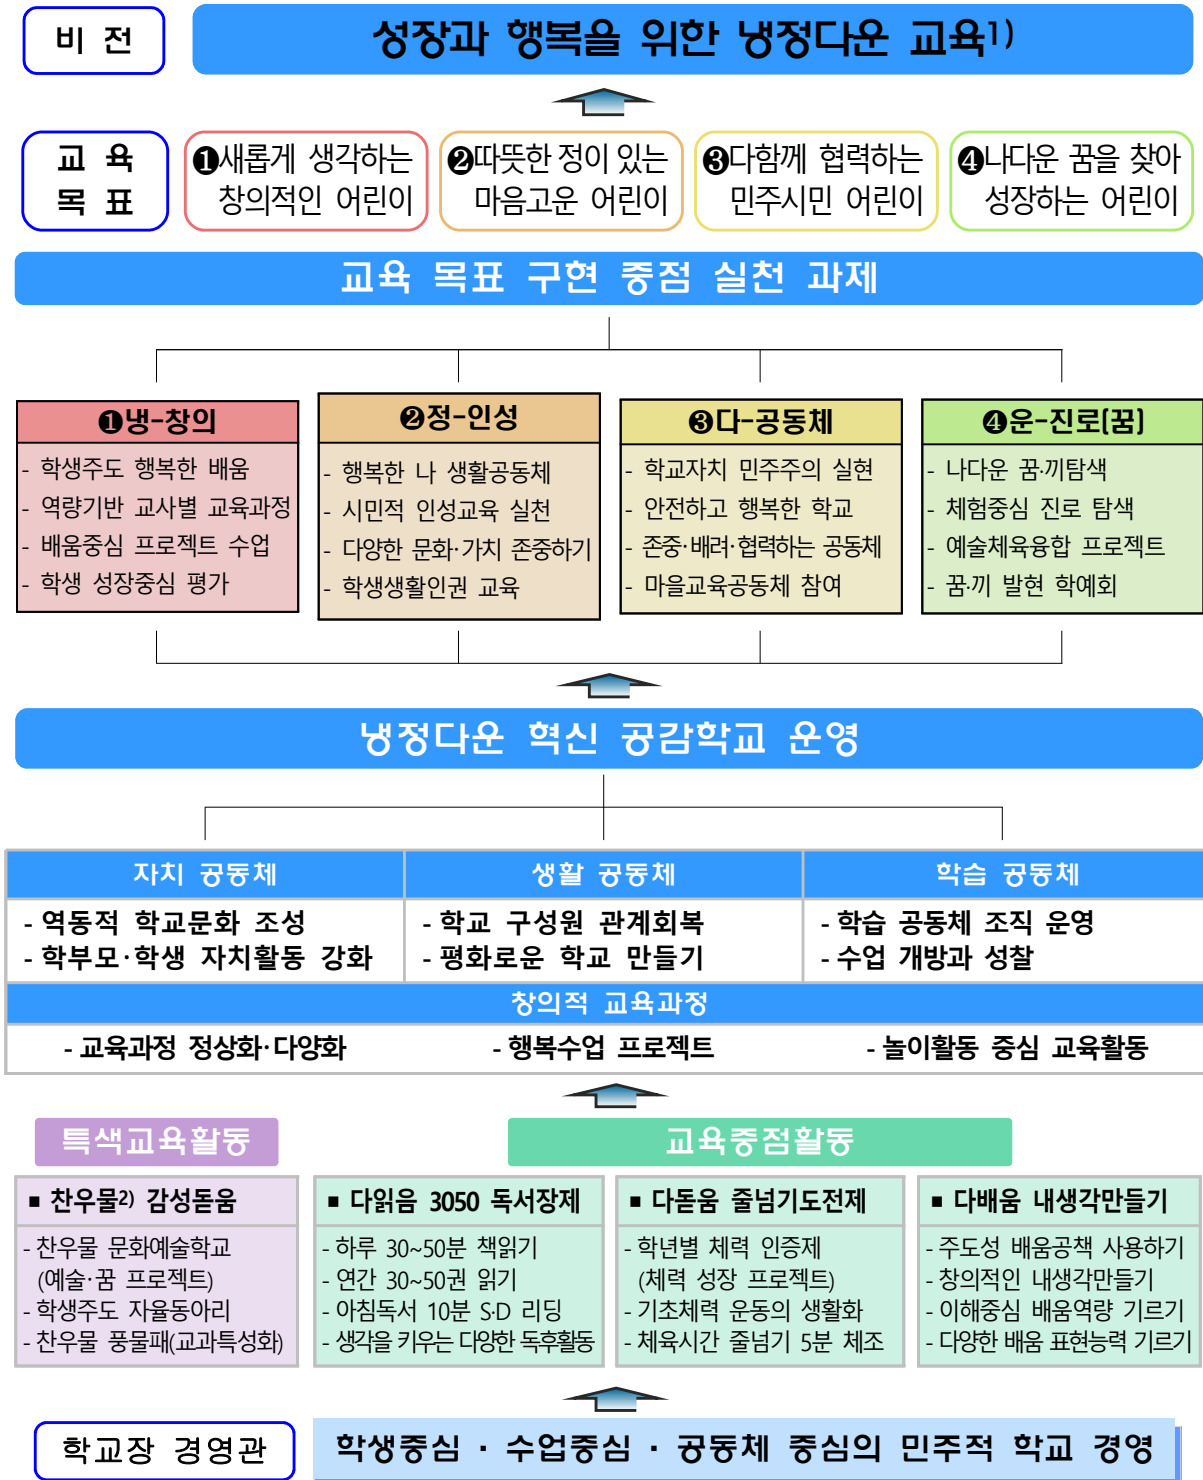 비 전
성장과 행복을 위한 냉정다운 교육1)
교 육
목 표
❶새롭게 생각하는
창의적인 어린이
❷따뜻한 정이 있는
마음고운 어린이
❸다함께 협력하는
민주시민 어린이
❹나다운 꿈을 찾아
성장하는 어린이
교육 목표 구현 중점 실천 과제
❶냉-창의
- 학생주도 행복한 배움
- 역량기반 교사별 교육과정
- 배움중심 프로젝트 수업
- 학생 성장중심 평가
❷정-인성
- 행복한 나 생활공동체
- 시민적 인성교육 실천
- 다양한 문화·가치 존중하기
- 학생생활인권 교육
❸다-공동체
- 학교자치 민주주의 실현
- 안전하고 행복한 학교
- 존중·배려·협력하는 공동체
- 마을교육공동체 참여
❹운-진로(꿈)
- 나다운 꿈·끼탐색
- 체험중심 진로 탐색
- 예술체육융합 프로젝트
- 꿈·끼 발현 학예회
냉정다운 혁신 공감학교 운영
자치 공동체
- 역동적 학교문화 조성
- 학부모·학생 자치활동 강화
생활 공동체
- 학교 구성원 관계회복
- 평화로운 학교 만들기
학습 공동체
- 학습 공동체 조직 운영
- 수업 개방과 성찰
창의적 교육과정
- 교육과정 정상화·다양화
- 행복수업 프로젝트
- 놀이활동 중심 교육활동
특색교육활동
교육중점활동
▪ 찬우물2) 감성돋움
- 찬우물 문화예술학교
(예술·꿈 프로젝트)
- 학생주도 자율동아리
- 찬우물 풍물패(교과특성화)
▪ 다읽음 3050 독서장제
- 하루 30~50분 책읽기
- 연간 30~50권 읽기
- 아침독서 10분 S·D 리딩
- 생각을 키우는 다양한 독후활동
▪ 다돋움 줄넘기도전제
- 학년별 체력 인증제
(체력 성장 프로젝트)
- 기초체력 운동의 생활화
- 체육시간 줄넘기 5분 체조
▪ 다배움 내생각만들기
- 주도성 배움공책 사용하기
- 창의적인 내생각만들기
- 이해중심 배움역량 기르기
- 다양한 배움 표현능력 기르기
학교장 경영관
학생중심 · 수업중심 · 공동체 중심의 민주적 학교 경영